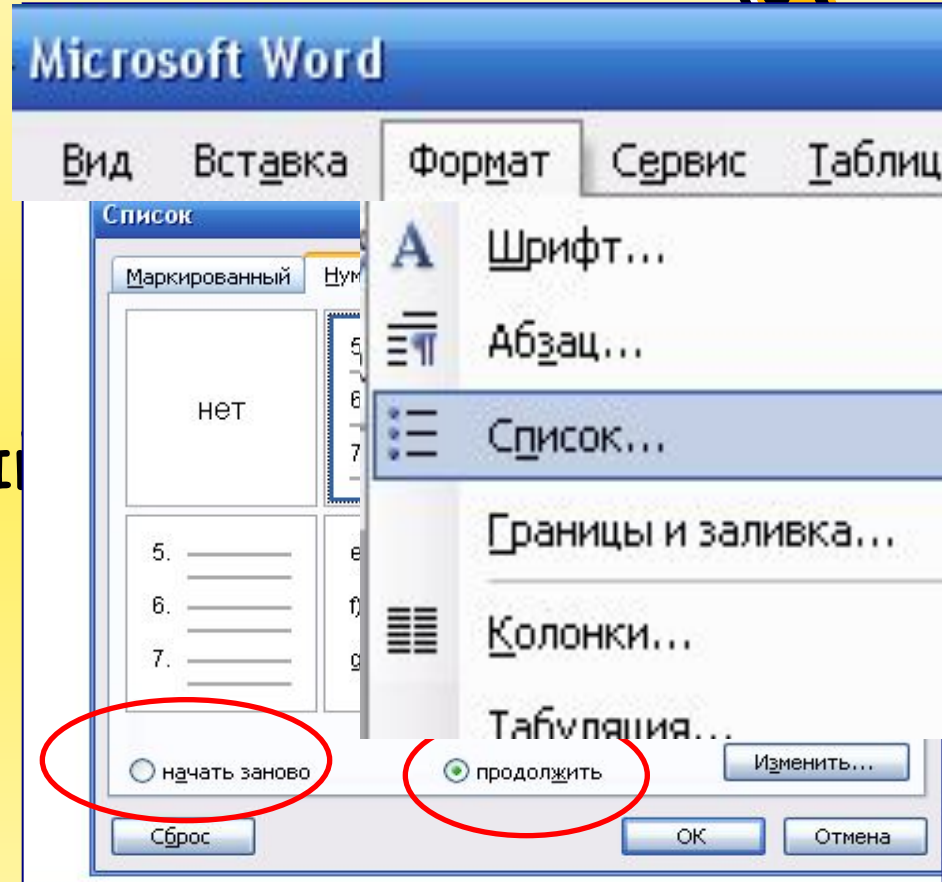 Microsoft Word
Вид Вставка Формат Сервис
Список
Маркированный
нет
5.
6.
7.
Шрифт...
Абзац...
Список...
Границы и заливка...
Колонки...
Табуляция...
начать заново продолжить Изменить...
Сброс ОК Отмена